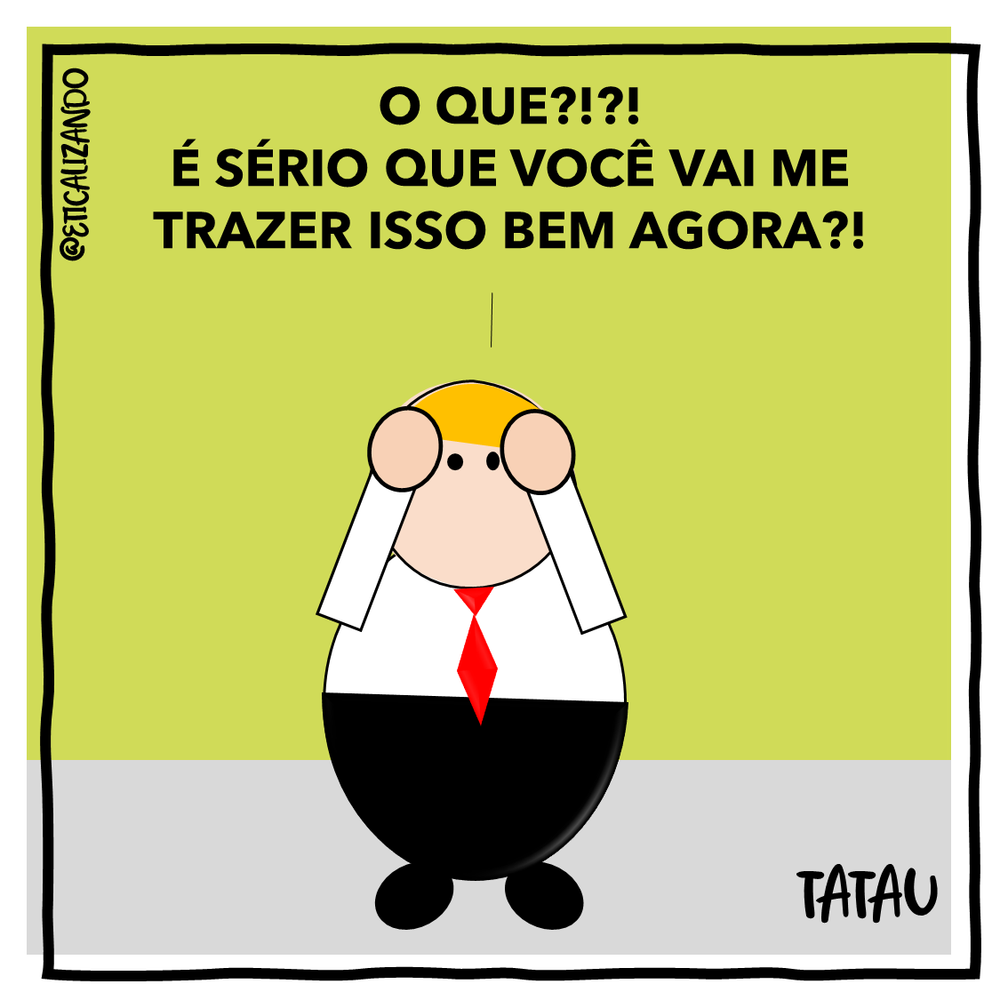 @ETICALIZANDO
O QUE?!?!
É SÉRIO QUE VOCÊ VAI ME
TRAZER ISSO BEM AGORA?!
TATAU